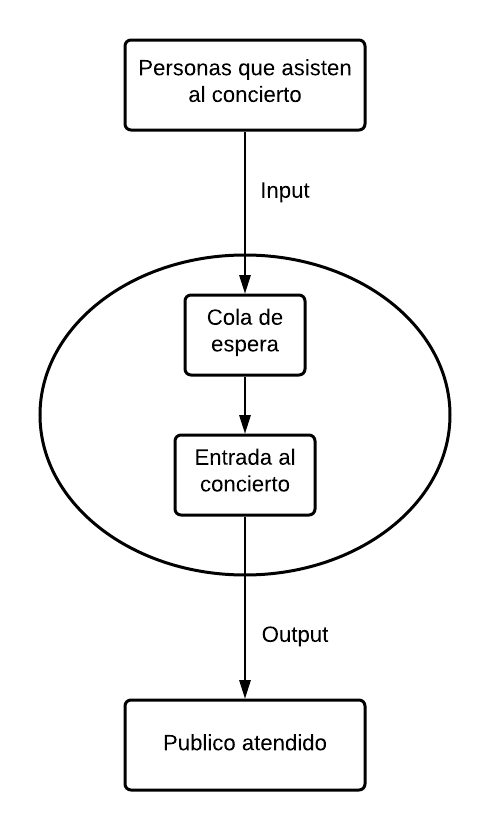 Personas que asisten
al concierto
Input
Cola de
espera
Entrada al
concierto
Output
Publico atendido